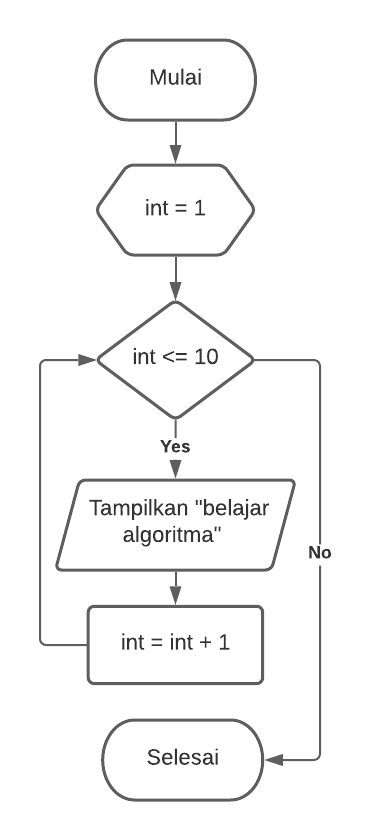 Mulai
int = 1
int <= 10
Yes
Tampilkan "belajar
algoritma"
No
int = int + 1
Selesai